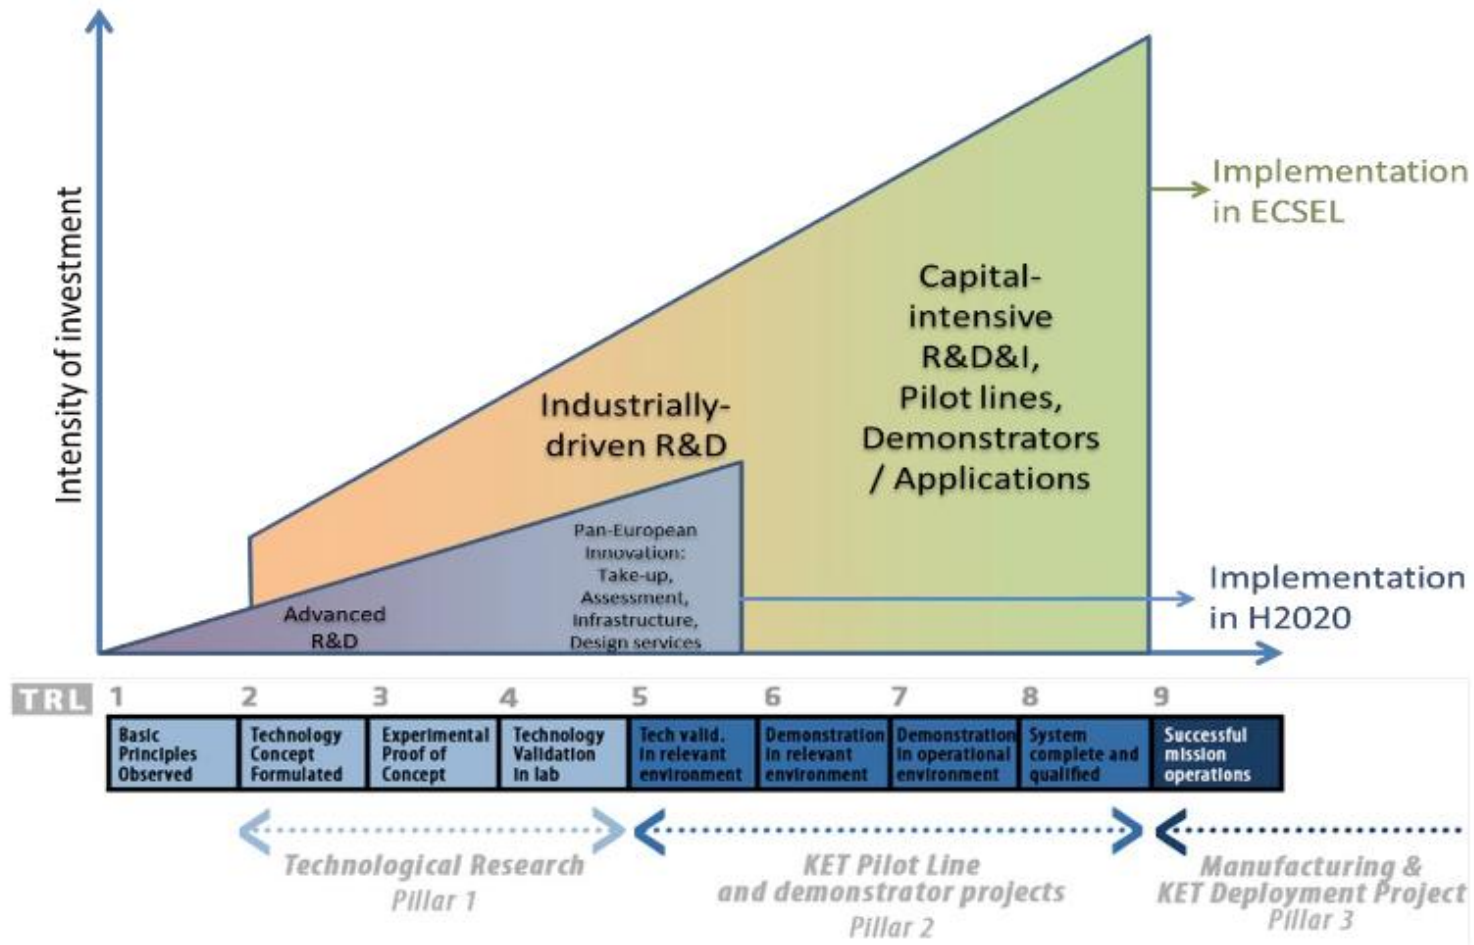 Intensity of investment
Implementation
in ECSEL
Capital-
intensive
R&D&I,
Pilot lines,
Demonstrators
/ Applications
Industrially-
driven R&D
Pan-European
Innovation:
Take-up,
Assessment,
Infrastructure,
Design services
Advanced
R&D
Implementation
in H2020
TRL 1 2 3 4 5 6 7 8 9
Basic
Principles
Observed
Technology
Concept
Formulated
Experimental
Proof of
Concept
Technology
Validation
in lab
Tech valid.
in relevant
environment
Demonstration
in relevant
environment
Demonstration
in operational
environment
System
complete and
qualified
Successful
mission
operations
Technological Research
Pillar 1
KET Pilot Line
and demonstrator projects
Pillar 2
Manufacturing &
KET Deployment Project
Pillar 3